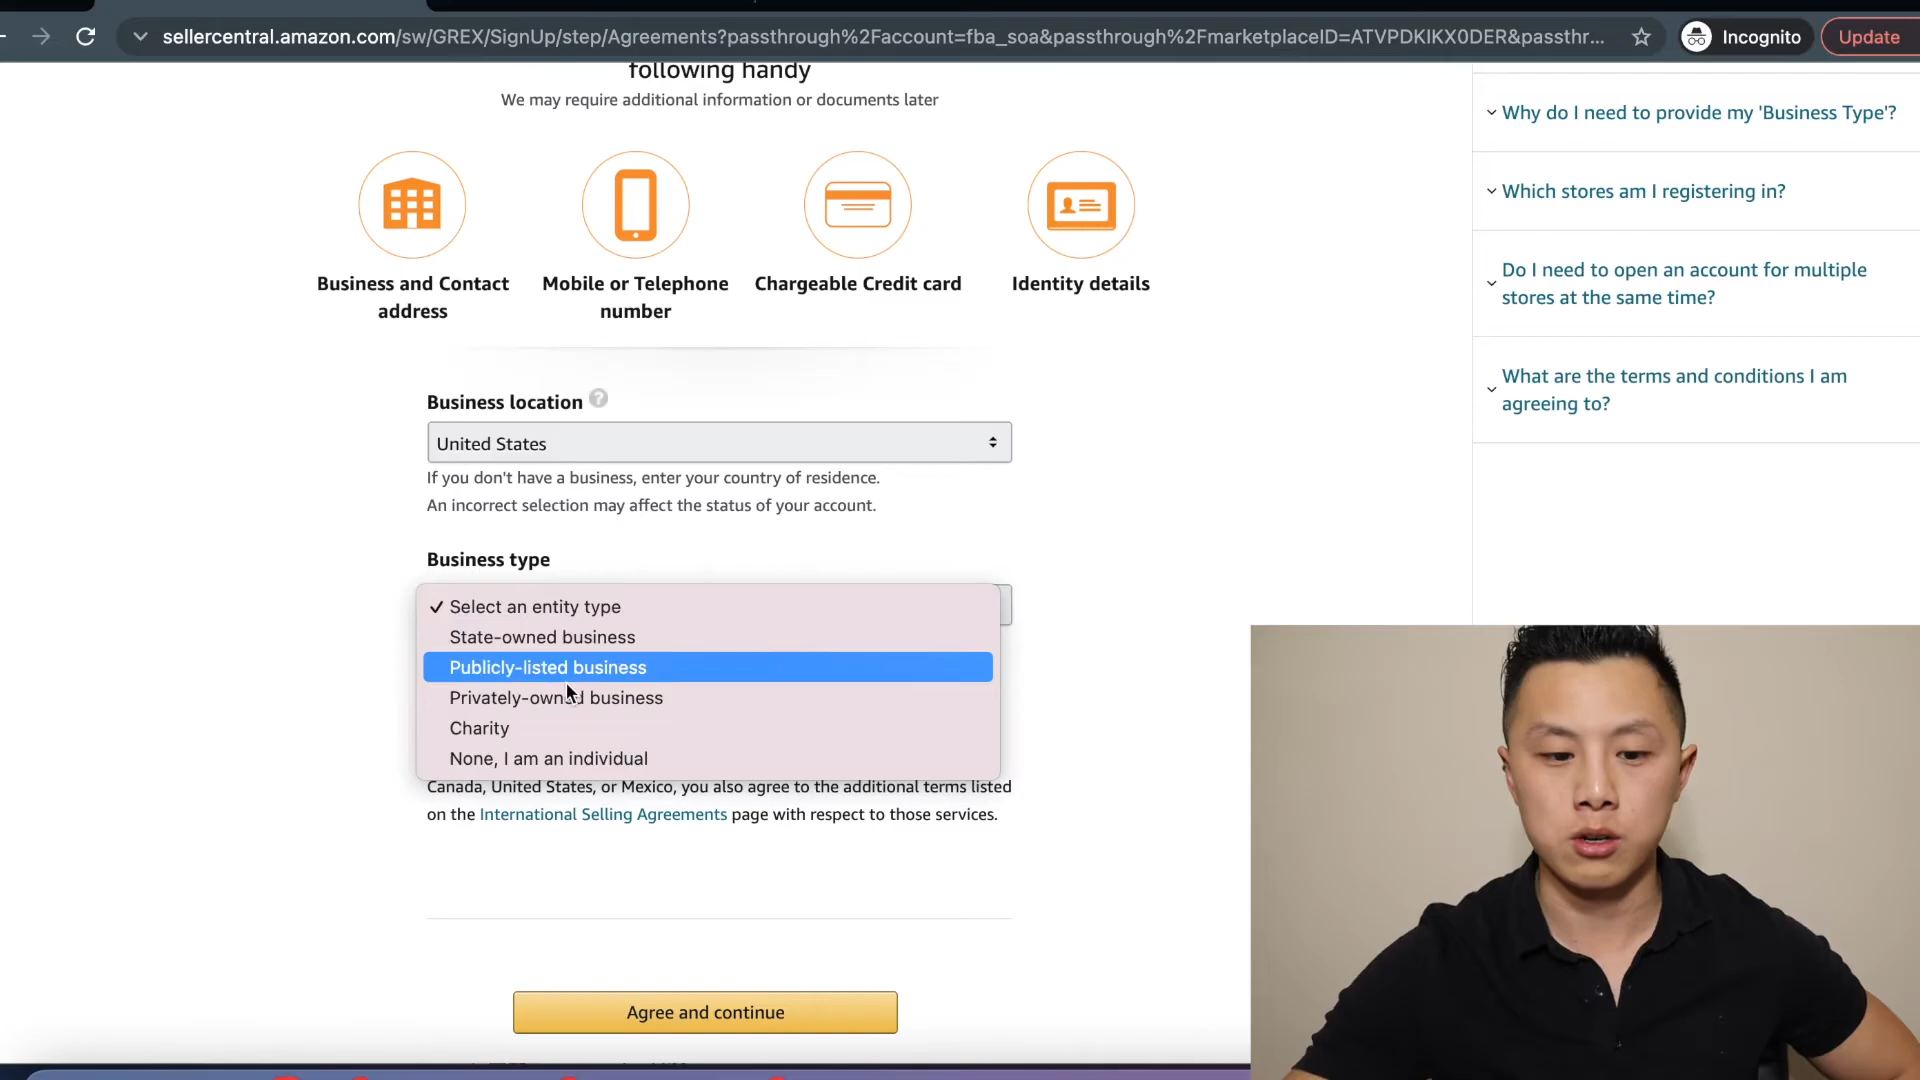 sellercentral.amazon.com/sw/GREX/SignUp/step/Agreements?passthrough%2Faccount=fba_soa&passthrough%2FmarketplaceID=ATVPDKIKX0DER&passthr...
Incognito
Update
following handy
We may require additional information or documents later
Business and Contact
address
Mobile or Telephone
number
Chargeable Credit card
Identity details
Business location
?
United States
If you don't have a business, enter your country of residence.
An incorrect selection may affect the status of your account.
Business type
✓ Select an entity type
State-owned business
Publicly-listed business
Privately-owned business
Charity
None, I am an individual
Canada, United States, or Mexico, you also agree to the additional terms listed
on the International Selling Agreements page with respect to those services.
Agree and continue
Why do I need to provide my 'Business Type'?
Which stores am I registering in?
Do I need to open an account for multiple
stores at the same time?
What are the terms and conditions I am
agreeing to?